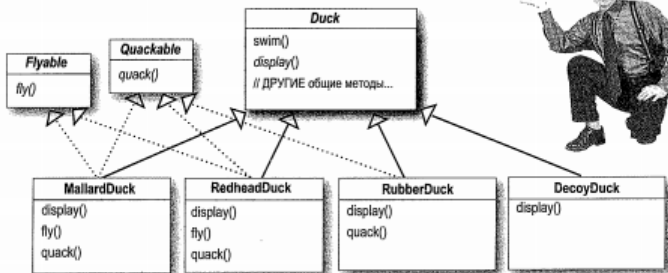 Duck
swim()
display()
// ДРУГИЕ общие методы...
Flyable
fly()
Quackable
quack()
MallardDuck
display()
fly()
quack()
RedheadDuck
display()
fly()
quack()
RubberDuck
display()
quack()
DecoyDuck
display()